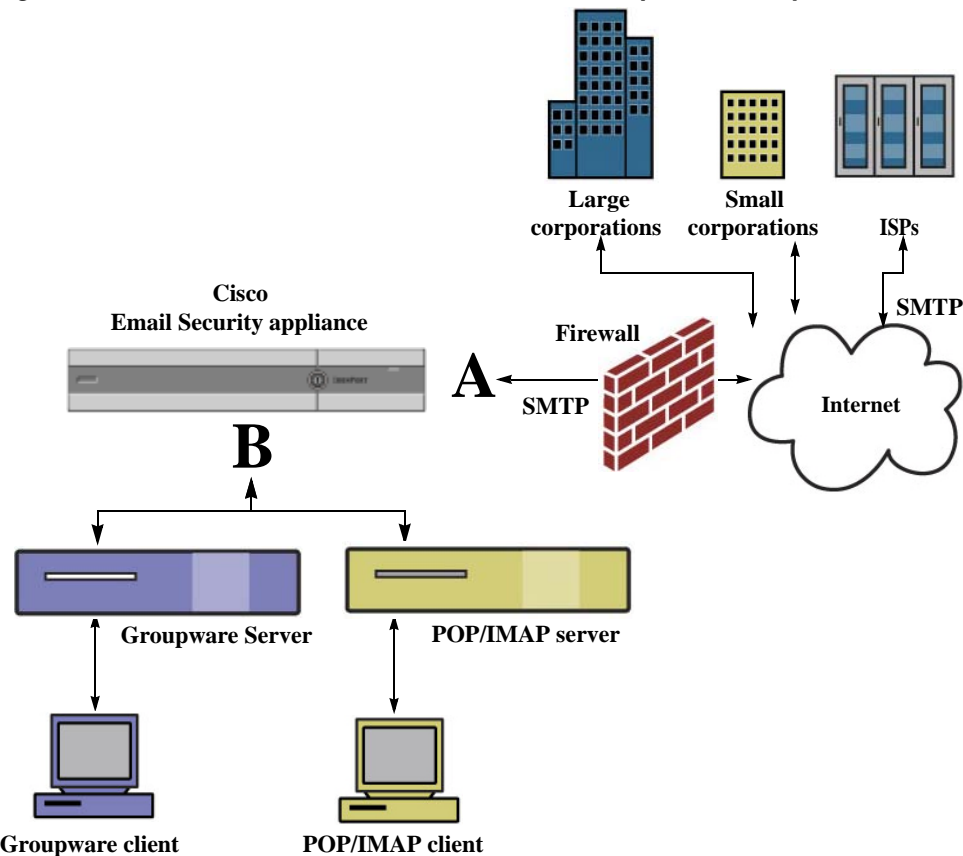 Large
corporations
Small
corporations
ISPs
SMTP
Cisco
Email Security appliance
Firewall
A
SMTP
Internet
IRONPORT
B
Groupware Server
POP/IMAP server
Groupware client
POP/IMAP client